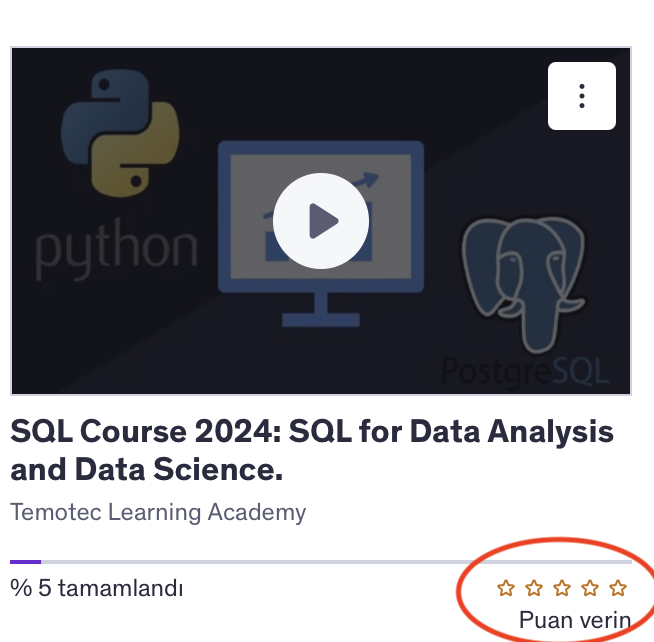 python
PostgreSQL
SQL Course 2024: SQL for Data Analysis
and Data Science.
Temotec Learning Academy
% 5 tamamlandı
Puan verin